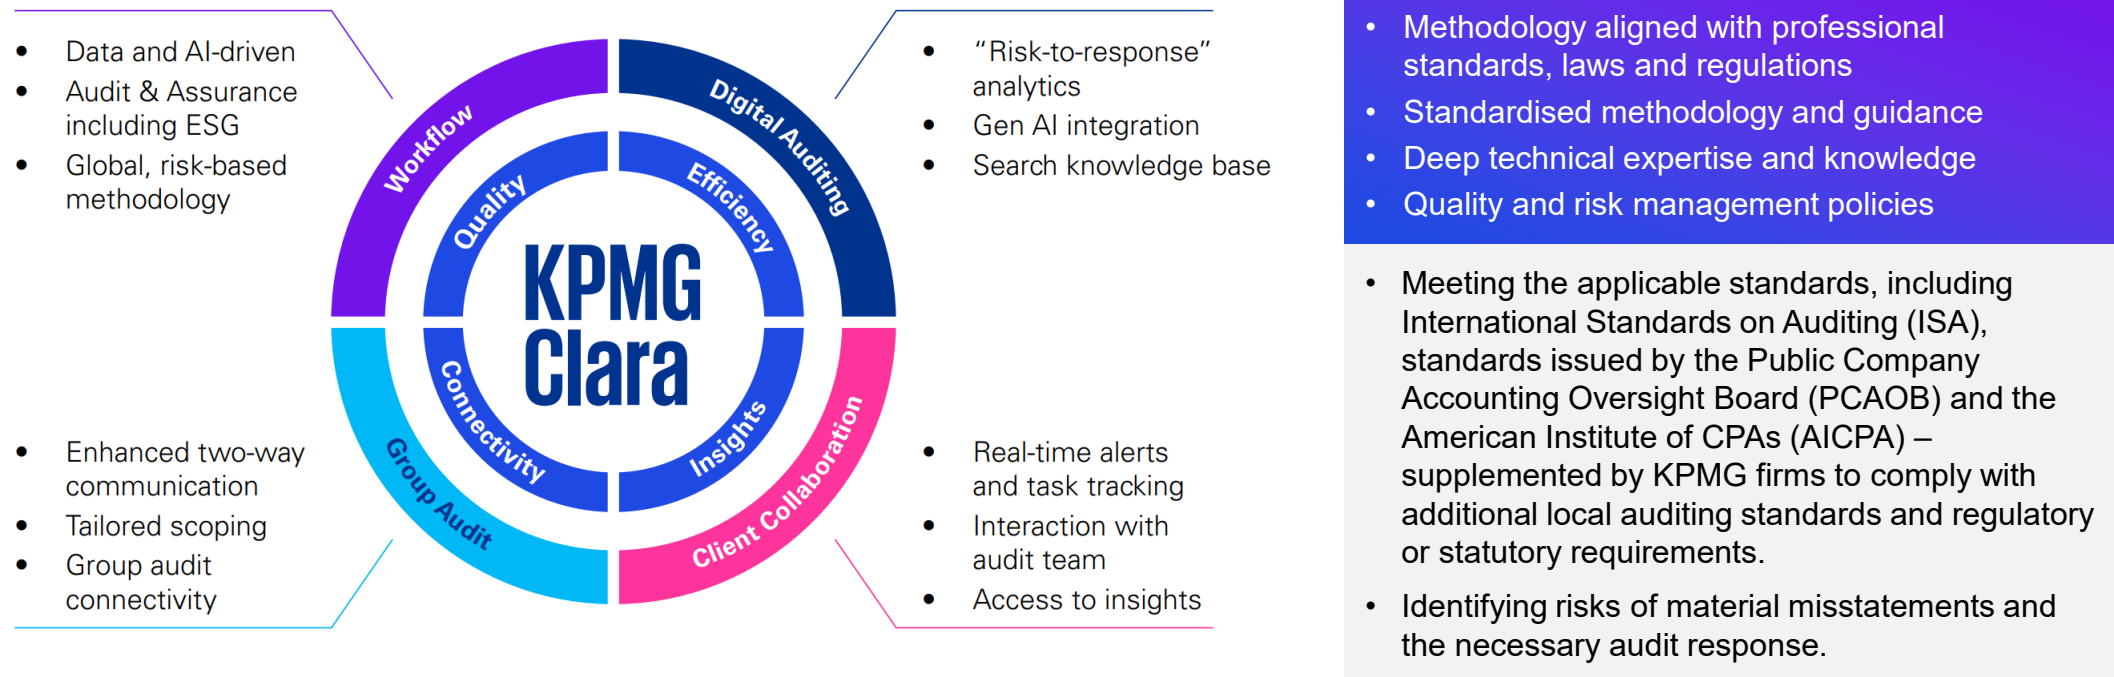 • Data and AI-driven
• Audit & Assurance
including ESG
• Global, risk-based
methodology
Workflow
Digital Auditing
• “Risk-to-response”
analytics
• Gen AI integration
• Search knowledge base
Quality
Efficiency
KPMG
Clara
Connectivity
Insights
• Enhanced two-way
communication
• Tailored scoping
• Group audit
connectivity
Group Audit
Client Collaboration
• Real-time alerts
and task tracking
• Interaction with
audit team
• Access to insights
• Methodology aligned with professional
standards, laws and regulations
• Standardised methodology and guidance
• Deep technical expertise and knowledge
• Quality and risk management policies
• Meeting the applicable standards, including
International Standards on Auditing (ISA),
standards issued by the Public Company
Accounting Oversight Board (PCAOB) and the
American Institute of CPAs (AICPA) –
supplemented by KPMG firms to comply with
additional local auditing standards and regulatory
or statutory requirements.
• Identifying risks of material misstatements and
the necessary audit response.